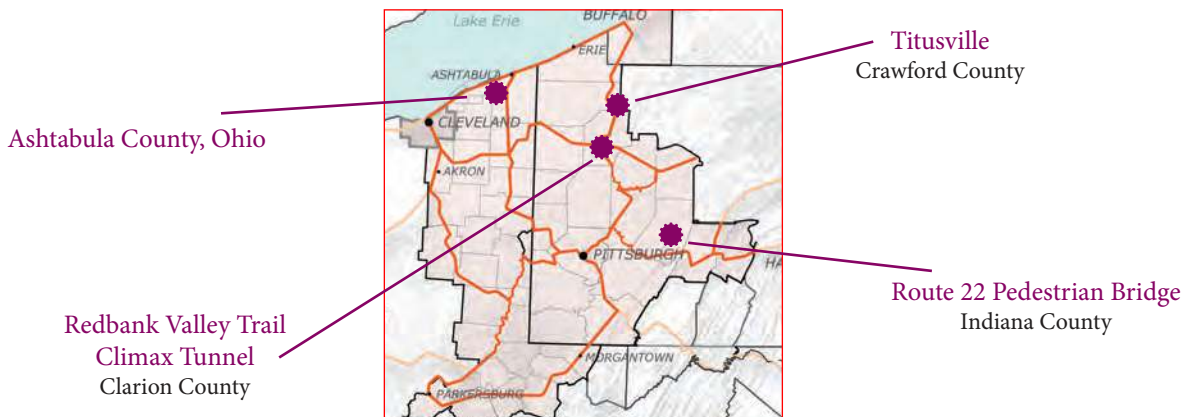 Lake Erie
BUFFALO
ERIE
ASHTABULA
CLEVELAND
AKRON
PITTSBURGH
HA
MORGANTOWN
PARKERSBURG
Titusville
Crawford County
Ashtabula County, Ohio
Redbank Valley Trail
Climax Tunnel
Clarion County
Route 22 Pedestrian Bridge
Indiana County